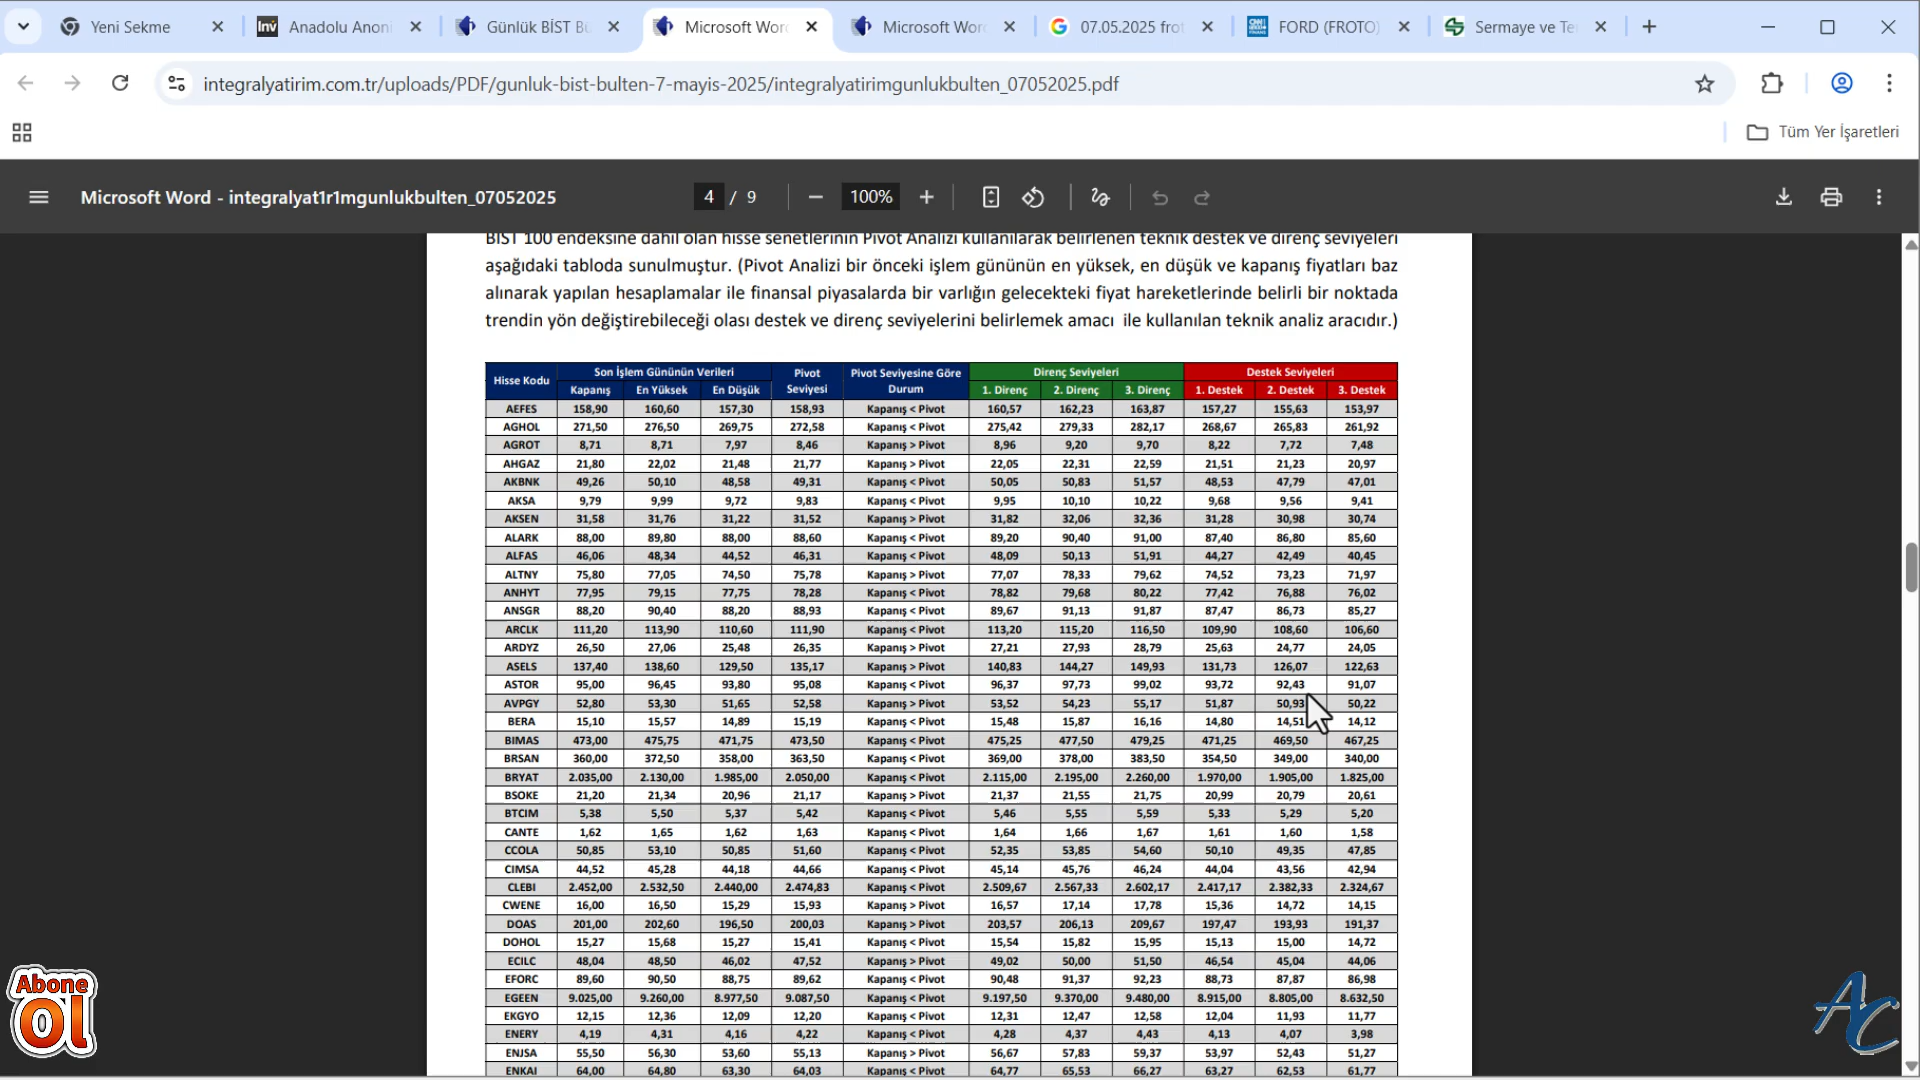 Yeni Sekme
Anadolu Anoni
Günlük BİST Bü
Microsoft Word
Microsoft Word
07.05.2025 frot
FORD (FROTO)
Sermaye ve Te
integralyatirim.com.tr/uploads/PDF/gunluk-bist-bulten-7-mayis-2025/integralyatirimgunlukbulten_07052025.pdf
Tüm Yer İşaretleri
Microsoft Word - integralyat1r1mgunlukbulten_07052025
4 / 9
100%
BIST 100 endeksine dahil olan hisse senetlerinin Pivot Analizi kullanılarak belirlenen teknik destek ve direnç seviyeleri
aşağıdaki tabloda sunulmuştur. (Pivot Analizi bir önceki işlem gününün en yüksek, en düşük ve kapanış fiyatları baz
alınarak yapılan hesaplamalar ile finansal piyasalarda bir varlığın gelecekteki fiyat hareketlerinde belirli bir noktada
trendin yön değiştirebileceği olası destek ve direnç seviyelerini belirlemek amacı ile kullanılan teknik analiz aracıdır.)
Hisse Kodu Son İşlem Gününün Verileri Pivot Seviyesi Pivot Seviyesine Göre Durum Direnç Seviyeleri Destek Seviyeleri
Kapanış En Yüksek En Düşük 1. Direnç 2. Direnç 3. Direnç 1. Destek 2. Destek 3. Destek
AEFES 158,90 160,60 157,30 158,93 Kapanış < Pivot 160,57 162,23 163,87 157,27 155,63 153,97
AGHOL 271,50 276,50 269,75 272,58 Kapanış < Pivot 275,42 279,33 282,17 268,67 265,83 261,92
AGROT 8,71 8,71 7,97 8,46 Kapanış > Pivot 8,96 9,20 9,70 8,22 7,72 7,48
AHGAZ 21,80 22,02 21,48 21,77 Kapanış > Pivot 22,05 22,31 22,59 21,51 21,23 20,97
AKBNK 49,26 50,10 48,58 49,31 Kapanış < Pivot 50,05 50,83 51,57 48,53 47,79 47,01
AKSA 9,79 9,99 9,72 9,83 Kapanış < Pivot 9,95 10,10 10,22 9,68 9,56 9,41
AKSEN 31,58 31,76 31,22 31,52 Kapanış > Pivot 31,82 32,06 32,36 31,28 30,98 30,74
ALARK 88,00 89,80 88,00 88,60 Kapanış < Pivot 89,20 90,40 91,00 87,40 86,80 85,60
ALFAS 46,06 48,34 44,52 46,31 Kapanış < Pivot 48,09 50,13 51,91 44,27 42,49 40,45
ALTNY 75,80 77,05 74,50 75,78 Kapanış > Pivot 77,07 78,33 79,62 74,52 73,23 71,97
ANHYT 77,95 79,15 77,75 78,28 Kapanış < Pivot 78,82 79,68 80,22 77,42 76,88 76,02
ANSGR 88,20 90,40 88,20 88,93 Kapanış < Pivot 89,67 91,13 91,87 87,47 86,73 85,27
ARCLK 111,20 113,90 110,60 111,90 Kapanış < Pivot 113,20 115,20 116,50 109,90 108,60 106,60
ARDYZ 26,50 27,06 25,48 26,35 Kapanış > Pivot 27,21 27,93 28,79 25,63 24,77 24,05
ASELS 137,40 138,60 129,50 135,17 Kapanış > Pivot 140,83 144,27 149,93 131,73 126,07 122,63
ASTOR 95,00 96,45 93,80 95,08 Kapanış < Pivot 96,37 97,73 99,02 93,72 92,43 91,07
AVPGY 52,80 53,30 51,65 52,58 Kapanış > Pivot 53,52 54,23 55,17 51,87 50,93 50,22
BERA 15,10 15,57 14,89 15,19 Kapanış < Pivot 15,48 15,87 16,16 14,80 14,51 14,12
BIMAS 473,00 475,75 471,75 473,50 Kapanış < Pivot 475,25 477,50 479,25 471,25 469,50 467,25
BRSAN 360,00 372,50 358,00 363,50 Kapanış < Pivot 369,00 378,00 383,50 354,50 349,00 340,00
BRYAT 2.035,00 2.130,00 1.985,00 2.050,00 Kapanış < Pivot 2.115,00 2.195,00 2.260,00 1.970,00 1.905,00 1.825,00
BSOKE 21,20 21,34 20,96 21,17 Kapanış > Pivot 21,37 21,55 21,75 20,99 20,79 20,61
BTCIM 5,38 5,50 5,37 5,42 Kapanış < Pivot 5,46 5,55 5,59 5,33 5,29 5,20
CANTE 1,62 1,65 1,62 1,63 Kapanış < Pivot 1,64 1,66 1,67 1,61 1,60 1,58
CCOLA 50,85 53,10 50,85 51,60 Kapanış < Pivot 52,35 53,85 54,60 50,10 49,35 47,85
CIMSA 44,52 45,28 44,18 44,66 Kapanış < Pivot 45,14 45,76 46,24 44,04 43,56 42,94
CLEBI 2.452,00 2.532,50 2.440,00 2.474,83 Kapanış < Pivot 2.509,67 2.567,33 2.602,17 2.417,17 2.382,33 2.324,67
CWENE 16,00 16,50 15,29 15,93 Kapanış > Pivot 16,57 17,14 17,78 15,36 14,72 14,15
DOAS 201,00 202,60 196,50 200,03 Kapanış > Pivot 203,57 206,13 209,67 197,47 193,93 191,37
DOHOL 15,27 15,68 15,27 15,41 Kapanış < Pivot 15,54 15,82 15,95 15,13 15,00 14,72
ECILC 48,04 48,50 46,02 47,52 Kapanış > Pivot 49,02 50,00 51,50 46,54 45,04 44,06
EFORC 89,60 90,50 88,75 89,62 Kapanış < Pivot 90,48 91,37 92,23 88,73 87,87 86,98
EGEEN 9.025,00 9.260,00 8.977,50 9.087,50 Kapanış < Pivot 9.197,50 9.370,00 9.480,00 8.915,00 8.805,00 8.632,50
EKGYO 12,15 12,36 12,09 12,20 Kapanış < Pivot 12,31 12,47 12,58 12,04 11,93 11,77
ENERY 4,19 4,31 4,16 4,22 Kapanış < Pivot 4,28 4,37 4,43 4,13 4,07 3,98
ENJSA 55,50 56,30 53,60 55,13 Kapanış > Pivot 56,67 57,83 59,37 53,97 52,43 51,27
ENKAI 64,00 64,80 63,30 64,03 Kapanış < Pivot 64,77 65,53 66,27 63,27 62,53 61,77
Abone
Ol
AC